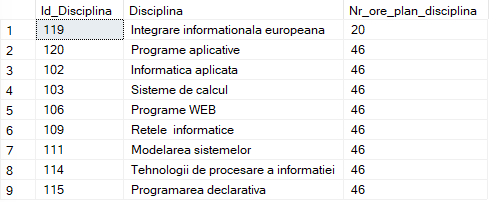 Id_Disciplina Disciplina Nr_ore_plan_disciplina
1 119 Integrare informationala europeana 20
2 120 Programe aplicative 46
3 102 Informatica aplicata 46
4 103 Sisteme de calcul 46
5 106 Programe WEB 46
6 109 Retele informatice 46
7 111 Modelarea sistemelor 46
8 114 Tehnologii de procesare a informatiei 46
9 115 Programarea declarativa 46